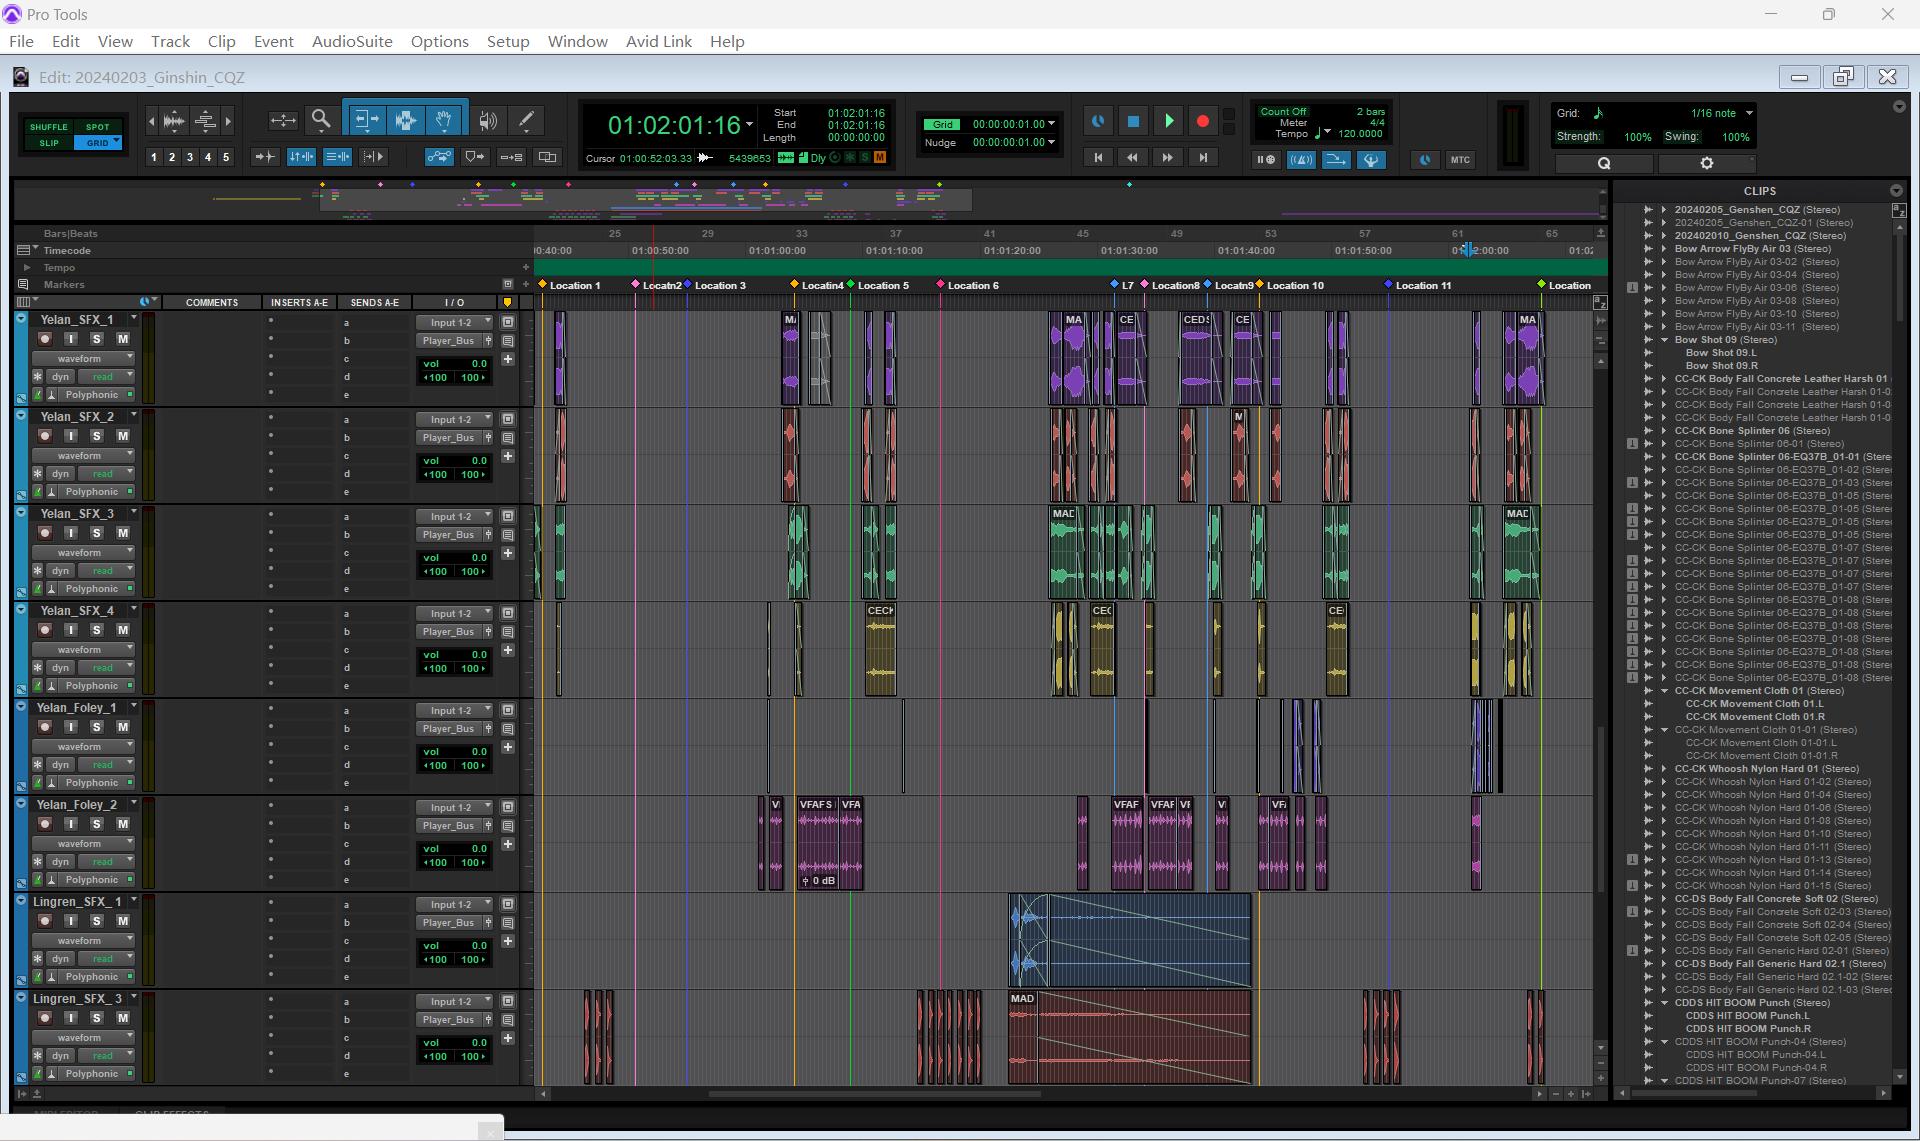 Pro Tools
File Edit View Track Clip Event AudioSuite Options Setup Window Avid Link Help
Edit: 20240203_Ginshin_CQZ
SHUFFLE SPOT
SLIP GRID
1 2 3 4 5
01:02:01:16
Start 01:02:01:16
End 01:02:01:16
Length 00:00:00:00
Cursor 01:00:52:03.33 5439653 Dly S M
Grid 00:00:00:01.00
Nudge 00:00:00:01.00
Count Off 2 bars
Meter 4/4
Tempo 120.0000
MTC
Grid: 1/16 note
Strength: 100% Swing: 100%
Q
Bars|Beats 25 29 33 37 41 45 49 53 57 61 65
Timecode 01:00:50:00 01:01:00:00 01:01:10:00 01:01:20:00 01:01:30:00 01:01:40:00 01:01:50:00
Tempo
Markers
Location 1 Locatn2 Location 3 Locatin4 Location 5 Location 6 L7 Location8 Locatn9 Location 10 Location 11 Location
COMMENTS INSERTS A-E SENDS A-E I / O
Yelan_SFX_1
I S M
waveform
dyn read
Polyphonic
a b c d e
Input 1-2
Player_Bus
vol 0.0
100 100
MA CE CEDS CE MA
Yelan_SFX_2
I S M
waveform
dyn read
Polyphonic
a b c d e
Input 1-2
Player_Bus
vol 0.0
100 100
M
Yelan_SFX_3
I S M
waveform
dyn read
Polyphonic
a b c d e
Input 1-2
Player_Bus
vol 0.0
100 100
MAD MAD
Yelan_SFX_4
I S M
waveform
dyn read
Polyphonic
a b c d e
Input 1-2
Player_Bus
vol 0.0
100 100
CECK CEC CE
Yelan_Foley_1
I S M
waveform
dyn read
Polyphonic
a b c d e
Input 1-2
Player_Bus
vol 0.0
100 100
Yelan_Foley_2
I S M
waveform
dyn read
Polyphonic
a b c d e
Input 1-2
Player_Bus
vol 0.0
100 100
VFAFS VFA VFAF VFAF
0 dB
Lingren_SFX_ 1
I S M
waveform
dyn read
Polyphonic
a b c d e
Input 1-2
Player_Bus
vol 0.0
100 100
Lingren_SFX_ 3
I S M
waveform
dyn read
Polyphonic
a b c d e
Input 1-2
Player_Bus
vol 0.0
100 100
MAD
CLIPS
20240205_Genshen_CQZ (Stereo)
20240205_Genshen_CQZ-01 (Stereo)
202402010_Genshen_CQZ (Stereo)
Bow Arrow FlyBy Air 03 (Stereo)
Bow Arrow FlyBy Air 03-02 (Stereo)
Bow Arrow FlyBy Air 03-04 (Stereo)
Bow Arrow FlyBy Air 03-06 (Stereo)
Bow Arrow FlyBy Air 03-08 (Stereo)
Bow Arrow FlyBy Air 03-10 (Stereo)
Bow Arrow FlyBy Air 03-11 (Stereo)
Bow Shot 09 (Stereo)
Bow Shot 09.L
Bow Shot 09.R
CC-CK Body Fall Concrete Leather Harsh 01
CC-CK Body Fall Concrete Leather Harsh 01-0
CC-CK Body Fall Concrete Leather Harsh 01-0
CC-CK Body Fall Concrete Leather Harsh 01-0
CC-CK Bone Splinter 06 (Stereo)
CC-CK Bone Splinter 06-01 (Stereo)
CC-CK Bone Splinter 06-EQ37B_01-01 (Stere
CC-CK Bone Splinter 06-EQ37B_01-02 (Stere
CC-CK Bone Splinter 06-EQ37B_01-03 (Stere
CC-CK Bone Splinter 06-EQ37B_01-05 (Stere
CC-CK Bone Splinter 06-EQ37B_01-05 (Stere
CC-CK Bone Splinter 06-EQ37B_01-05 (Stere
CC-CK Bone Splinter 06-EQ37B_01-05 (Stere
CC-CK Bone Splinter 06-EQ37B_01-07 (Stere
CC-CK Bone Splinter 06-EQ37B_01-07 (Stere
CC-CK Bone Splinter 06-EQ37B_01-07 (Stere
CC-CK Bone Splinter 06-EQ37B_01-07 (Stere
CC-CK Bone Splinter 06-EQ37B_01-08 (Stere
CC-CK Bone Splinter 06-EQ37B_01-08 (Stere
CC-CK Bone Splinter 06-EQ37B_01-08 (Stere
CC-CK Bone Splinter 06-EQ37B_01-08 (Stere
CC-CK Bone Splinter 06-EQ37B_01-08 (Stere
CC-CK Bone Splinter 06-EQ37B_01-08 (Stere
CC-CK Bone Splinter 06-EQ37B_01-08 (Stere
CC-CK Movement Cloth 01 (Stereo)
CC-CK Movement Cloth 01.L
CC-CK Movement Cloth 01.R
CC-CK Movement Cloth 01-01 (Stereo)
CC-CK Movement Cloth 01-01.L
CC-CK Movement Cloth 01-01.R
CC-CK Whoosh Nylon Hard 01 (Stereo)
CC-CK Whoosh Nylon Hard 01-02 (Stereo)
CC-CK Whoosh Nylon Hard 01-04 (Stereo)
CC-CK Whoosh Nylon Hard 01-06 (Stereo)
CC-CK Whoosh Nylon Hard 01-08 (Stereo)
CC-CK Whoosh Nylon Hard 01-10 (Stereo)
CC-CK Whoosh Nylon Hard 01-11 (Stereo)
CC-CK Whoosh Nylon Hard 01-13 (Stereo)
CC-CK Whoosh Nylon Hard 01-14 (Stereo)
CC-CK Whoosh Nylon Hard 01-15 (Stereo)
CC-DS Body Fall Concrete Soft 02 (Stereo)
CC-DS Body Fall Concrete Soft 02-03 (Stereo)
CC-DS Body Fall Concrete Soft 02-04 (Stereo)
CC-DS Body Fall Concrete Soft 02-05 (Stereo)
CC-DS Body Fall Generic Hard 02-01 (Stereo)
CC-DS Body Fall Generic Hard 02.1 (Stereo)
CC-DS Body Fall Generic Hard 02.1-02 (Stereo
CC-DS Body Fall Generic Hard 02.1-03 (Stereo
CDDS HIT BOOM Punch (Stereo)
CDDS HIT BOOM Punch.L
CDDS HIT BOOM Punch.R
CDDS HIT BOOM Punch-04 (Stereo)
CDDS HIT BOOM Punch-04.L
CDDS HIT BOOM Punch-04.R
CDDS HIT BOOM Punch-07 (Stereo)